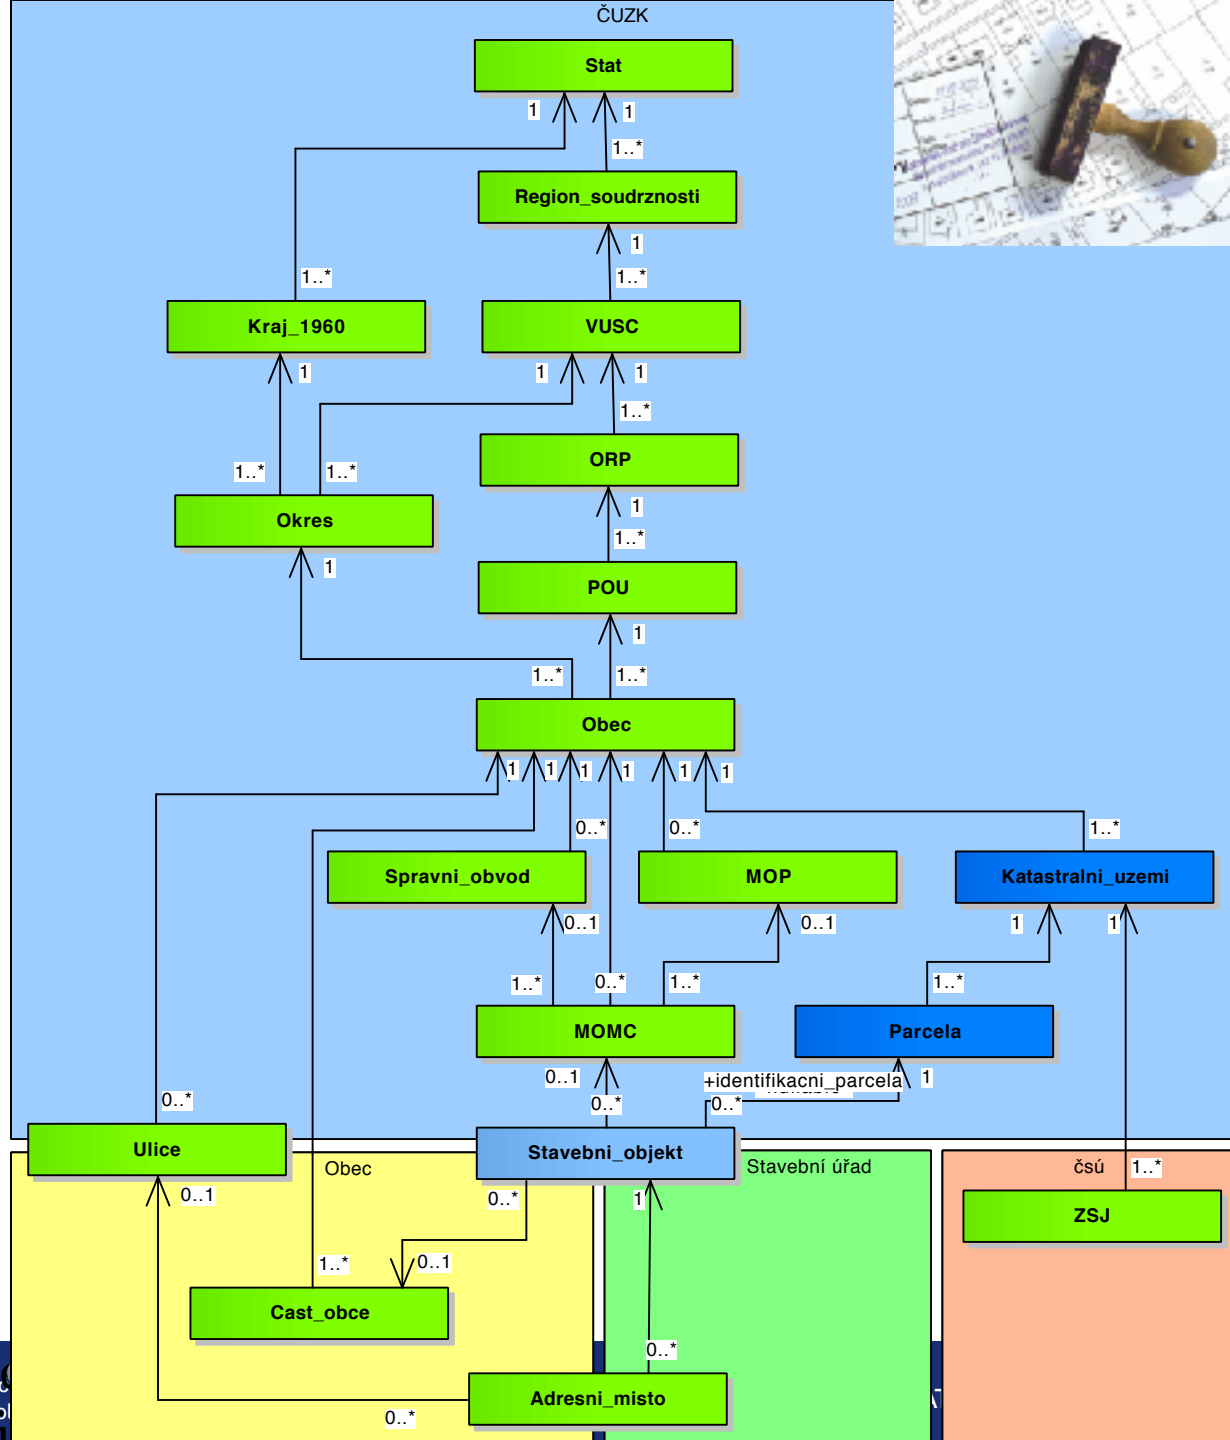 ČUZK
Stat
1
1
1..*
Region_soudrznosti
1
1..*
1..*
Kraj_1960
VUSC
1
1
1
1..*
ORP
1..*
1..*
Okres
1
1..*
1
POU
1
1..*
1..*
Obec
1
1
1
1
1
1
0..*
0..*
1..*
Spravni_obvod
MOP
Katastralni_uzemi
0..1
0..1
1
1
1..*
0..*
1..*
1..*
MOMC
Parcela
0..1
+identifikacni_parcela
1
0..*
0..*
0..*
Ulice
Stavebni_objekt
Obec
Stavební úřad
čsú
1..*
0..1
0..*
1
ZSJ
1..*
0..1
Cast_obce
0..*
Adresni_misto
0..*